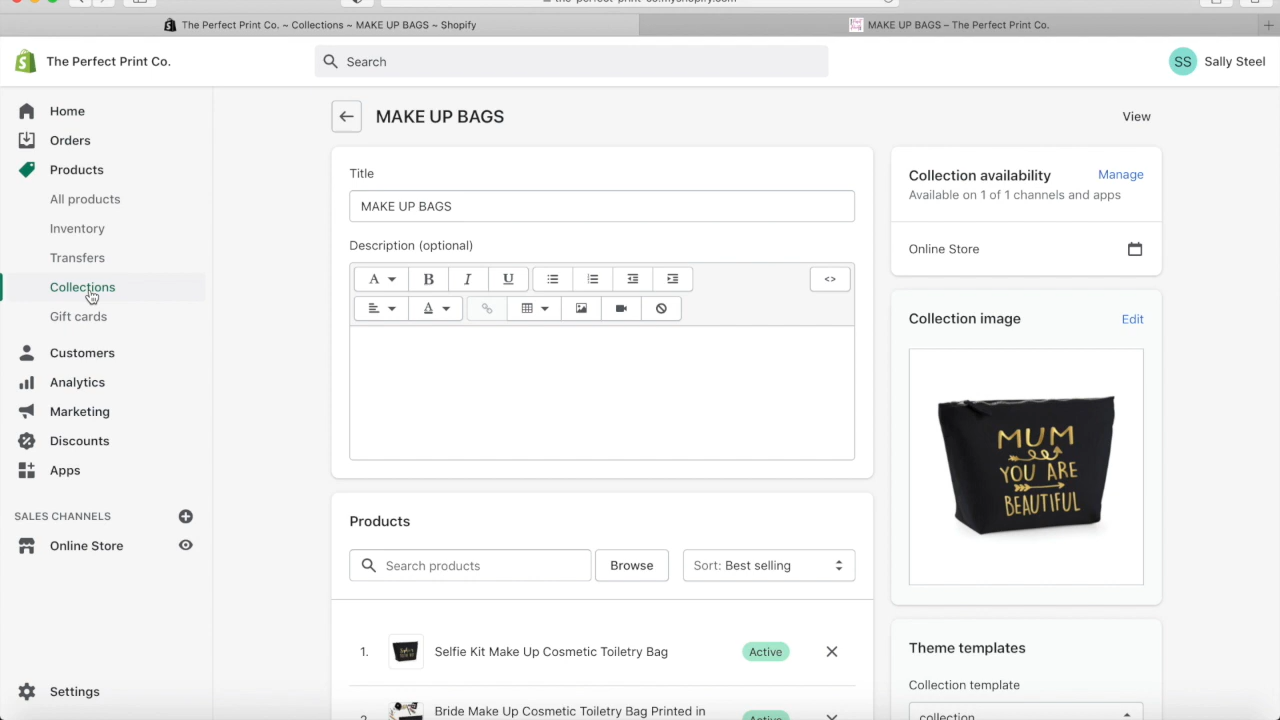 The Perfect Print Co. ~ Collections ~ MAKE UP BAGS ~ Shopify
MAKE UP BAGS – The Perfect Print Co.
The Perfect Print Co.
Search
SS
Sally Steel
Home
Orders
Products
All products
Inventory
Transfers
Collections
Gift cards
Customers
Analytics
Marketing
Discounts
Apps
SALES CHANNELS
Online Store
Settings
MAKE UP BAGS
View
Title
MAKE UP BAGS
Description (optional)
A
B
I
U
<>
A
Products
Search products
Browse
Sort: Best selling
1.
Selfie Kit Make Up Cosmetic Toiletry Bag
Active
2.
Bride Make Up Cosmetic Toiletry Bag Printed in
Active
Collection availability
Manage
Available on 1 of 1 channels and apps
Online Store
Collection image
Edit
MUM
YOU ARE
BEAUTIFUL
Theme templates
Collection template
collection